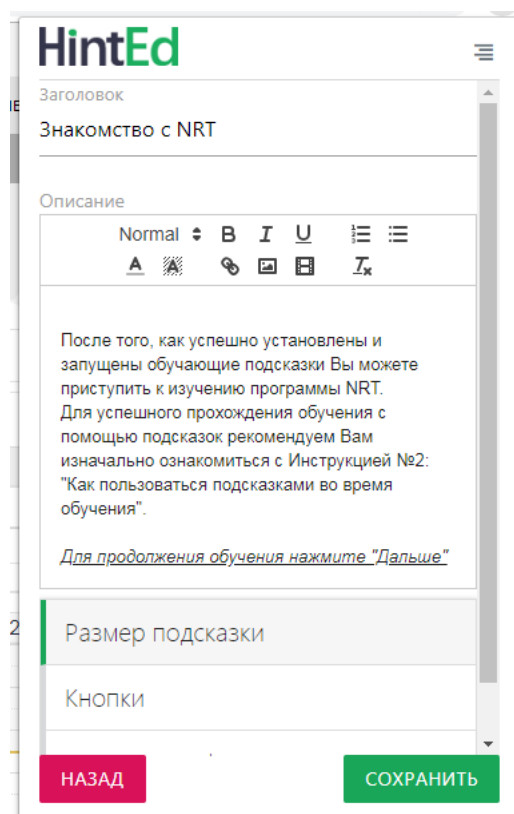 HintEd
Заголовок
Знакомство с NRT
Описание
Normal B I U
A A Tx
После того, как успешно установлены и
запущены обучающие подсказки Вы можете
приступить к изучению программы NRT.
Для успешного прохождения обучения с
помощью подсказок рекомендуем Вам
изначально ознакомиться с Инструкцией №2:
"Как пользоваться подсказками во время
обучения".
Для продолжения обучения нажмите "Дальше"
Размер подсказки
2
Кнопки
НАЗАД СОХРАНИТЬ